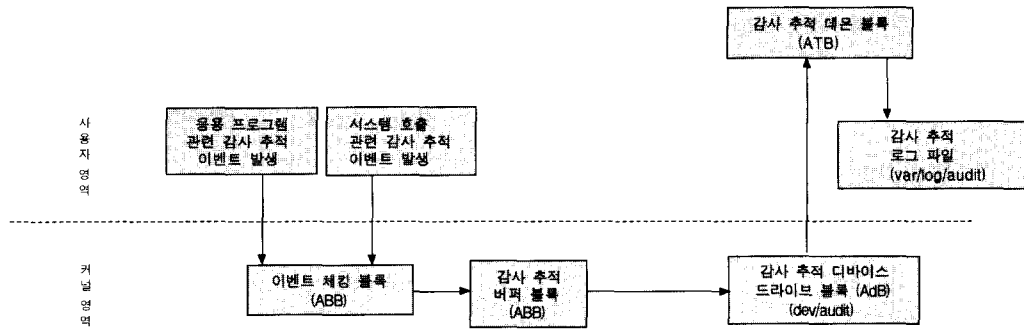 감사 추적 데몬 블록
(ATB)
사용자 영역
응용 프로그램
관련 감사 추적
이벤트 발생
시스템 호출
관련 감사 추적
이벤트 발생
감사 추적
로그 파일
(var/log/audit)
커널 영역
이벤트 체킹 블록
(ABB)
감사 추적
버퍼 블록
(ABB)
감사 추적 디바이스
드라이브 블록 (AdB)
(dev/audit)